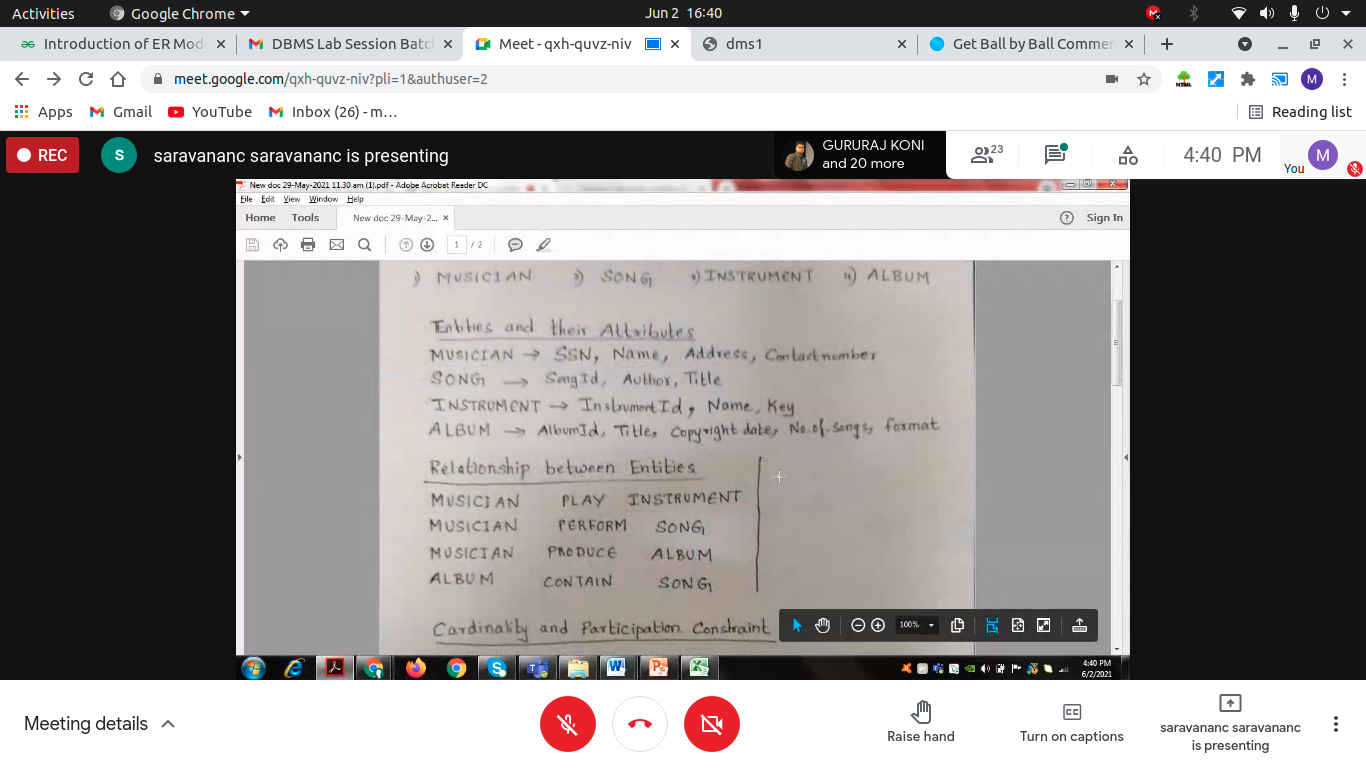 Activities Google Chrome Jun 2 16:40
Introduction of ER Mode DBMS Lab Session Batc Meet - qxh-quvz-niv dms1 Get Ball by Ball Commen
meet.google.com/qxh-quvz-niv?pli=1&authuser=2 M
Apps Gmail YouTube Inbox (26) - m… Reading list
REC S saravananc saravananc is presenting GURURAJ KONI
and 20 more 23 4:40 PM You M
New doc 29-May-2021 11.30 am (1).pdf - Adobe Acrobat Reader DC
File Edit View Window Help
Home Tools New doc 29-May-2... × ? Sign In
1 / 2
1) MUSICIAN SONG INSTRUMENT 4) ALBUM
Entities and their Attributes
MUSICIAN → SSN, Name, Address, Contact number
SONG → SongId, Author, Title
INSTRUMENT → InstrumentId, Name, Key
ALBUM → AlbumId, Title, Copyright date, No.of.songs, format
Relationship between Entities
MUSICIAN PLAY INSTRUMENT
MUSICIAN PERFORM SONG
MUSICIAN PRODUCE ALBUM
ALBUM CONTAIN SONG
Cardinality and Participation Constraint
100%
4:40 PM
6/2/2021
Meeting details
Raise hand
Turn on captions
saravananc saravananc
is presenting